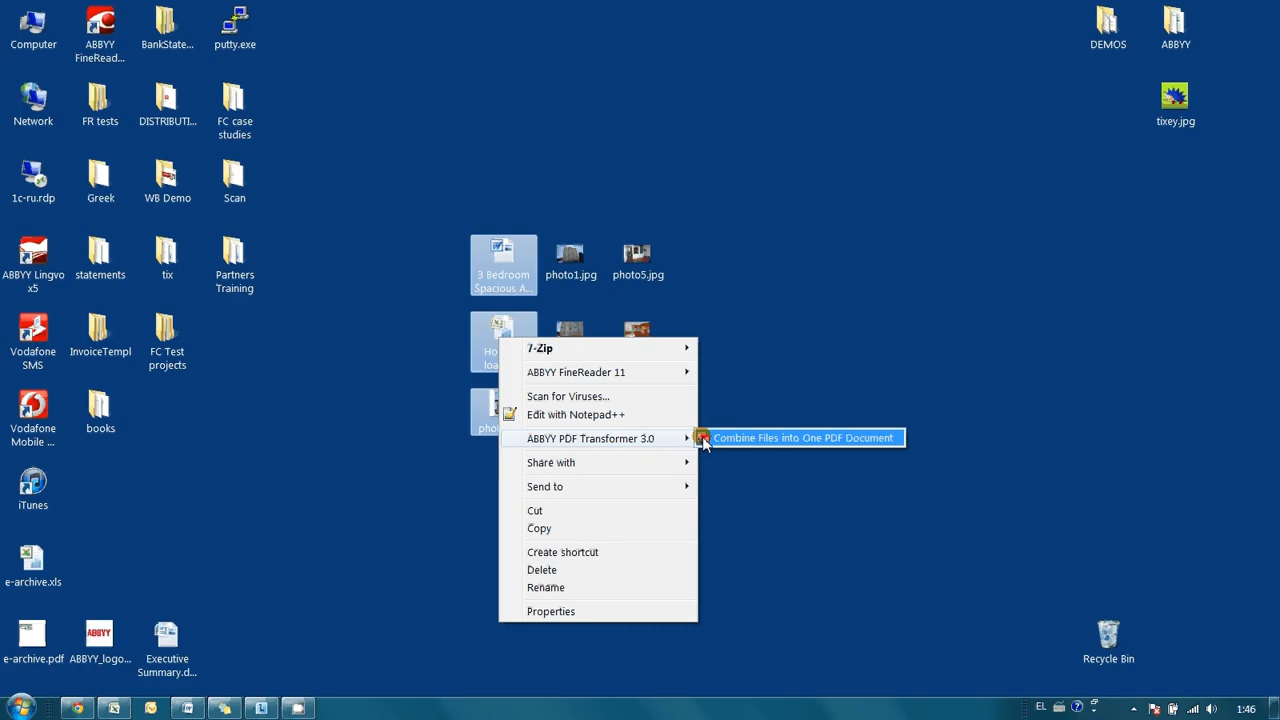 Computer
ABBYY
FineRead...
BankState...
putty.exe
Network
FR tests
DISTRIBUTI...
FC case
studies
1c-ru.rdp
Greek
WB Demo
Scan
ABBYY Lingvo
x5
statements
tix
Partners
Training
Vodafone
SMS
InvoiceTempl
FC Test
projects
Vodafone
Mobile ...
books
iTunes
e-archive.xls
e-archive.pdf
ABBYY_logo...
ABBYY
Executive
Summary.d...
3 Bedroom
Spacious A...
photo1.jpg
photo5.jpg
Ho
loa
pho
7-Zip
ABBYY FineReader 11
Scan for Viruses...
Edit with Notepad++
ABBYY PDF Transformer 3.0
Combine Files into One PDF Document
Share with
Send to
Cut
Copy
Create shortcut
Delete
Rename
Properties
DEMOS
ABBYY
tixey.jpg
Recycle Bin
EL
1:46